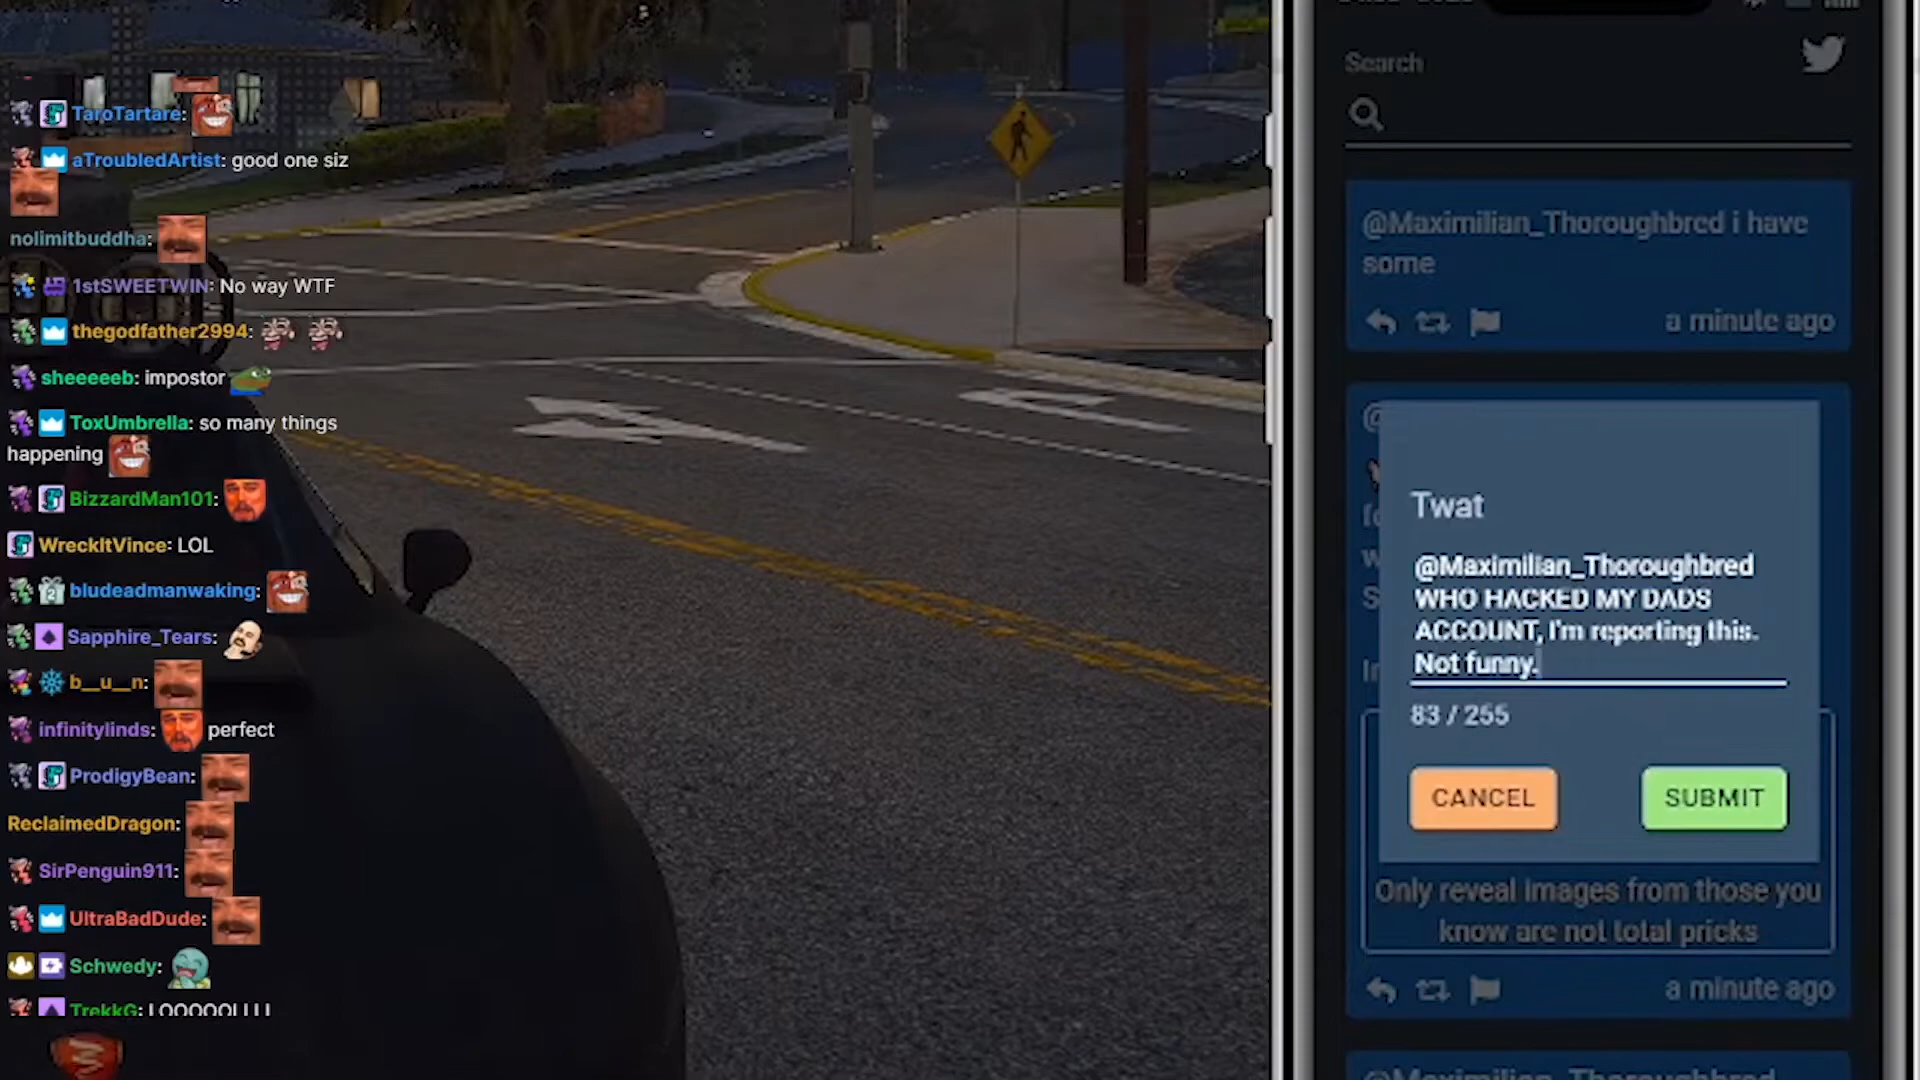 TaroTartare:
aTroubledArtist: good one siz
nolimitbuddha:
1stSWEETWIN: No way WTF
thegodfather2994:
sheeeeeb: impostor
ToxUmbrella: so many things
happening
BizzardMan101:
WreckItVince: LOL
bludeadmanwaking:
Sapphire_Tears:
b__u__n:
infinitylinds: perfect
ProdigyBean:
ReclaimedDragon:
SirPenguin911:
UltraBadDude:
Schwedy:
TrekkG: LOOOOOLLLL
Search
@Maximilian_Thoroughbred i have
some
a minute ago
Twat
@Maximilian_Thoroughbred
WHO HACKED MY DADS
ACCOUNT, I'm reporting this.
Not funny.
83 / 255
CANCEL
SUBMIT
Only reveal images from those you
know are not total pricks
a minute ago
@Maximilian_Thoroughbred